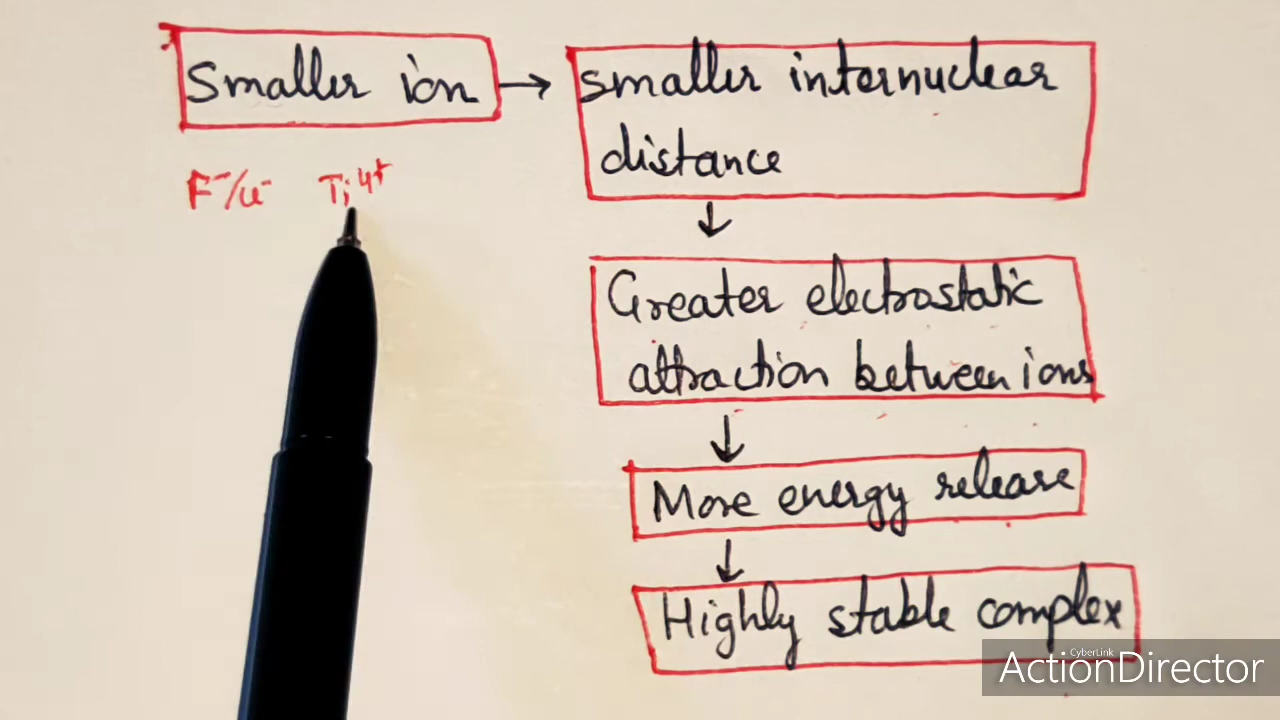 Smaller ion
smaller internuclear
distance
F⁻/Cl⁻ Ti⁴⁺
Greater electrostatic
attraction between ions
More energy release
Highly stable complex
CyberLink
ActionDirector